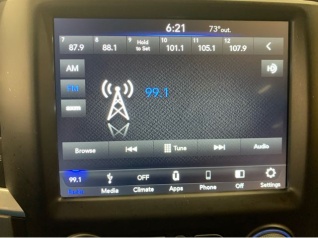 6:21 73° out.
7 8 9 10 11 12
87.9 88.1 Hold to Set 101.1 105.1 107.9
AM
99.1
Browse Tune Audio
99.1 OFF
Media Climate Apps Phone Off Settings